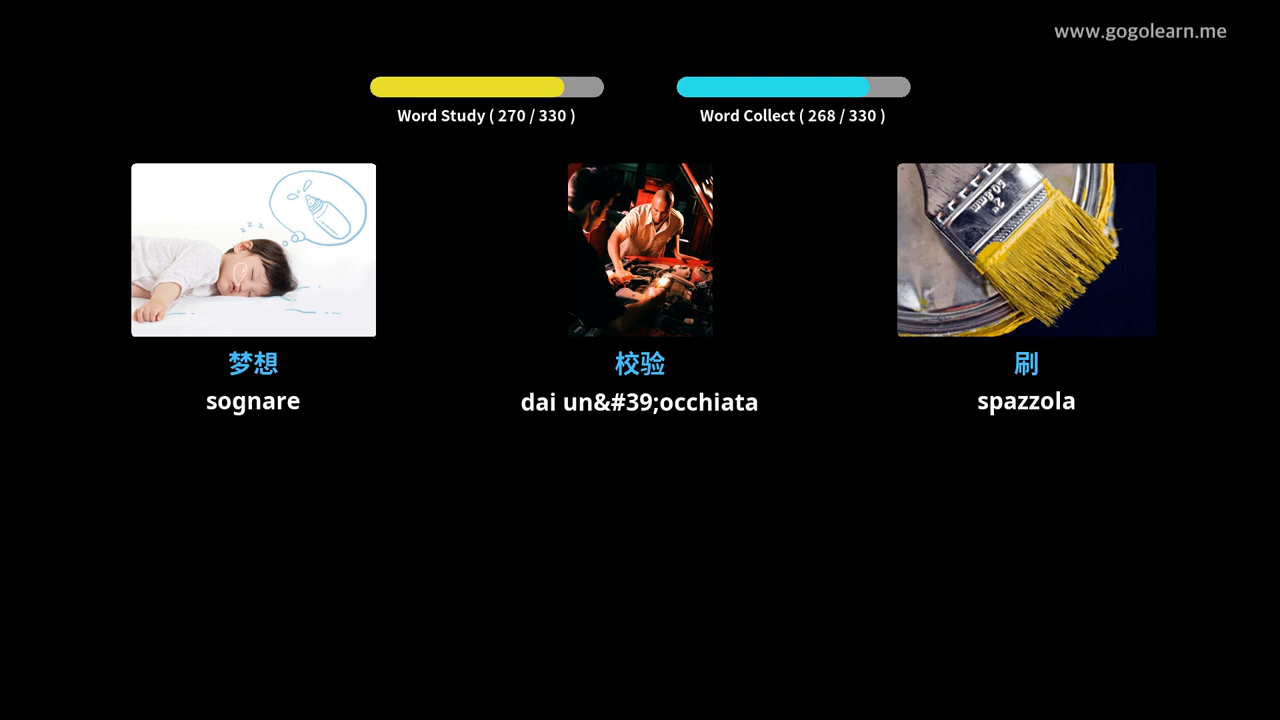 www.gogolearn.me
Word Study ( 270 / 330 )
Word Collect ( 268 / 330 )
梦想
校验
刷
sognare
dai un&#39;occhiata
spazzola